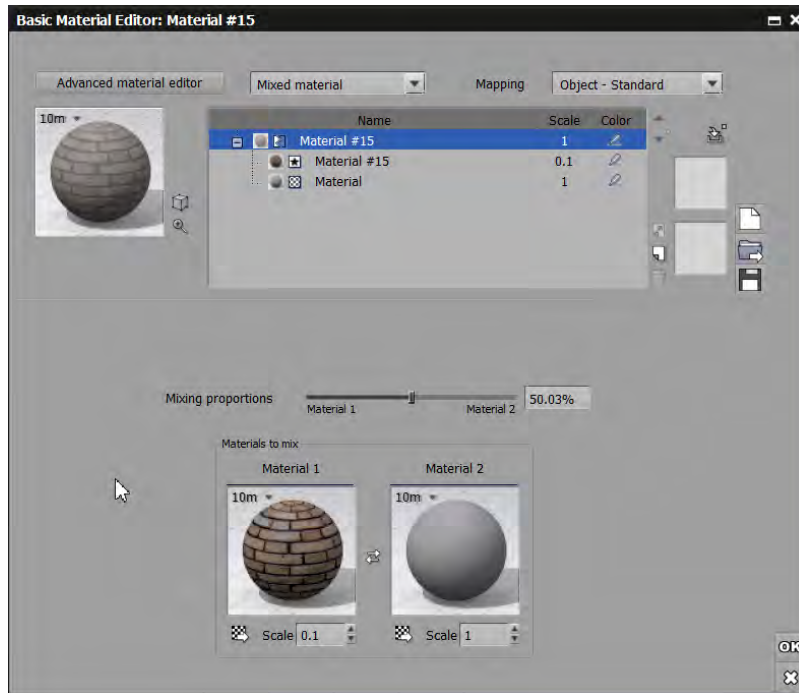 Basic Material Editor: Material #15
Advanced material editor Mixed material Mapping Object - Standard
10m
Name Scale Color
Material #15 1
Material #15 0.1
Material 1
Mixing proportions 50.03%
Material 1 Material 2
Materials to mix
Material 1 Material 2
10m 10m
Scale 0.1 Scale 1
OK